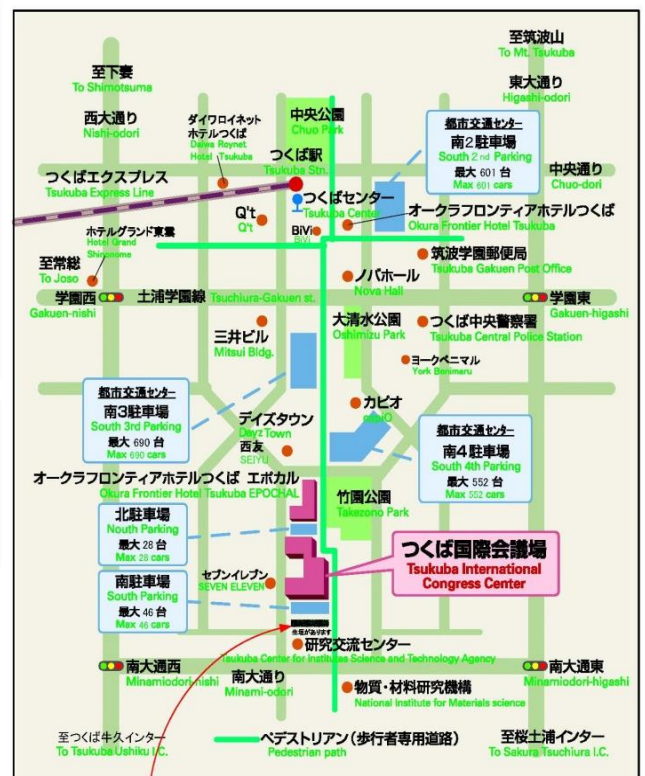 至筑波山
To Mt. Tsukuba
至下妻
To Shimotsuma
東大通り
Higashi-odori
西大通り
Nishi-odori
ダイワロイネット
ホテルつくば
Daiwa Roynet
Hotel Tsukuba
中央公園
Chuo Park
都市交通センター
南2駐車場
South 2nd Parking
最大 601 台
Max 601 cars
つくば駅
Tsukuba Stn.
中央通り
Chuo-dori
つくばエクスプレス
Tsukuba Express Line
つくばセンター
Tsukuba Center
Q't
Q't
BiVi
BiVi
オークラフロンティアホテルつくば
Okura Frontier Hotel Tsukuba
ホテルグランド東雲
Hotel Grand
Shinonome
筑波学園郵便局
Tsukuba Gakuen Post Office
至常総
To Joso
ノバホール
Nova Hall
学園西
Gakuen-nishi
土浦学園線
Tsuchiura-Gakuen st.
学園東
Gakuen-higashi
三井ビル
Mitsui Bldg.
大清水公園
Oshimizu Park
つくば中央警察署
Tsukuba Central Police Station
ヨークベニマル
York Benimaru
都市交通センター
南3駐車場
South 3rd Parking
最大 690 台
Max 690 cars
カピオ
capiO
デイズタウン
Dayz Town
西友
SEIYU
都市交通センター
南4駐車場
South 4th Parking
最大 552 台
Max 552 cars
オークラフロンティアホテルつくば エポカル
Okura Frontier Hotel Tsukuba EPOCHAL
竹園公園
Takezono Park
北駐車場
Nouth Parking
最大 28 台
Max 28 cars
つくば国際会議場
Tsukuba International
Congress Center
セブンイレブン
SEVEN ELEVEN
南駐車場
South Parking
最大 46 台
Max 46 cars
生垣があります
研究交流センター
Tsukuba Center for Institutes Science and Technology Agency
南大通西
Minamiodori-nishi
南大通り
Minami-odori
南大通東
Minamiodori-higashi
物質・材料研究機構
National Institute for Materials science
至つくば牛久インター
To Tsukuba Ushiku I.C.
ペデストリアン(歩行者専用道路)
Pedestrian path
至桜土浦インター
To Sakura Tsuchiura I.C.